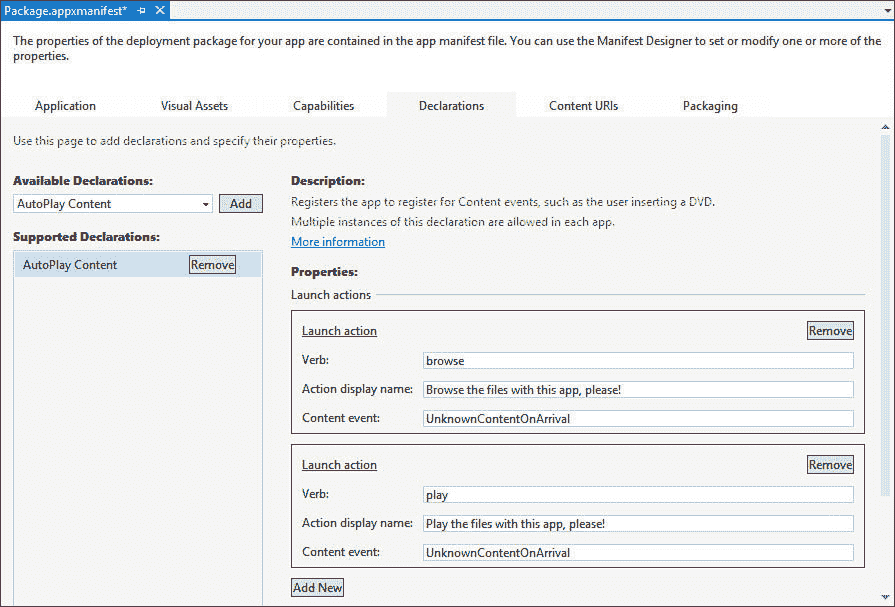 Package.appxmanifest*
The properties of the deployment package for your app are contained in the app manifest file. You can use the Manifest Designer to set or modify one or more of the
properties.
Application Visual Assets Capabilities Declarations Content URIs Packaging
Use this page to add declarations and specify their properties.
Available Declarations:
AutoPlay Content Add
Supported Declarations:
AutoPlay Content Remove
Description:
Registers the app to register for Content events, such as the user inserting a DVD.
Multiple instances of this declaration are allowed in each app.
More information
Properties:
Launch actions
Launch action Remove
Verb: browse
Action display name: Browse the files with this app, please!
Content event: UnknownContentOnArrival
Launch action Remove
Verb: play
Action display name: Play the files with this app, please!
Content event: UnknownContentOnArrival
Add New